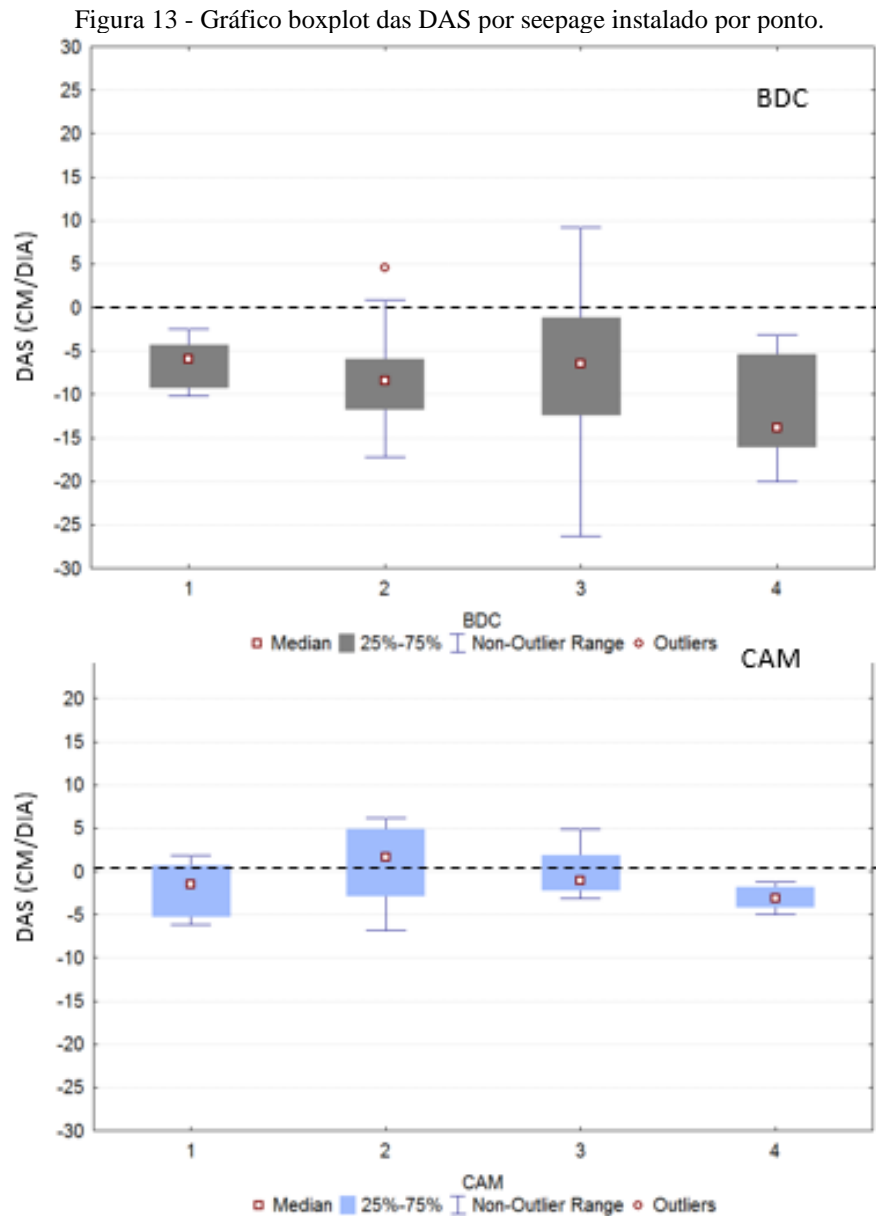 Figura 13 - Gráfico boxplot das DAS por seepage instalado por ponto.
30
25
20
15
10
5
0
-5
-10
-15
-20
-25
-30
DAS (CM/DIA)
BDC
1 2 3 4
BDC
Median 25%-75% Non-Outlier Range Outliers
CAM
20
15
10
5
0
-5
-10
-15
-20
-25
-30
DAS (CM/DIA)
1 2 3 4
CAM
Median 25%-75% Non-Outlier Range Outliers